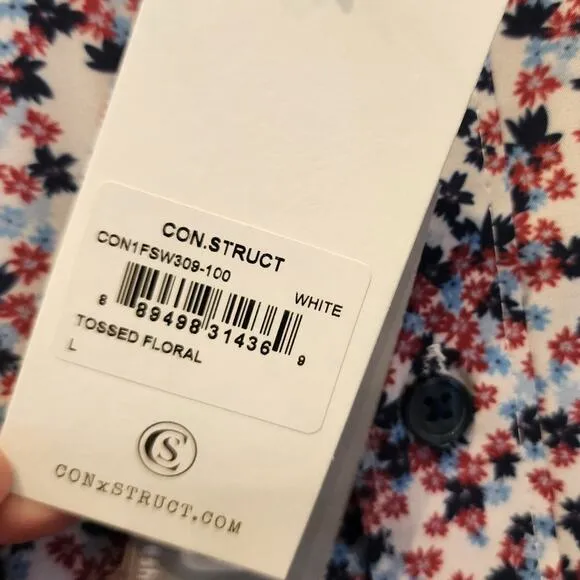 CON.STRUCT
CON1FSW309-100
WHITE
8 89498 31436 9
TOSSED FLORAL
L
CS
CONxSTRUCT.COM